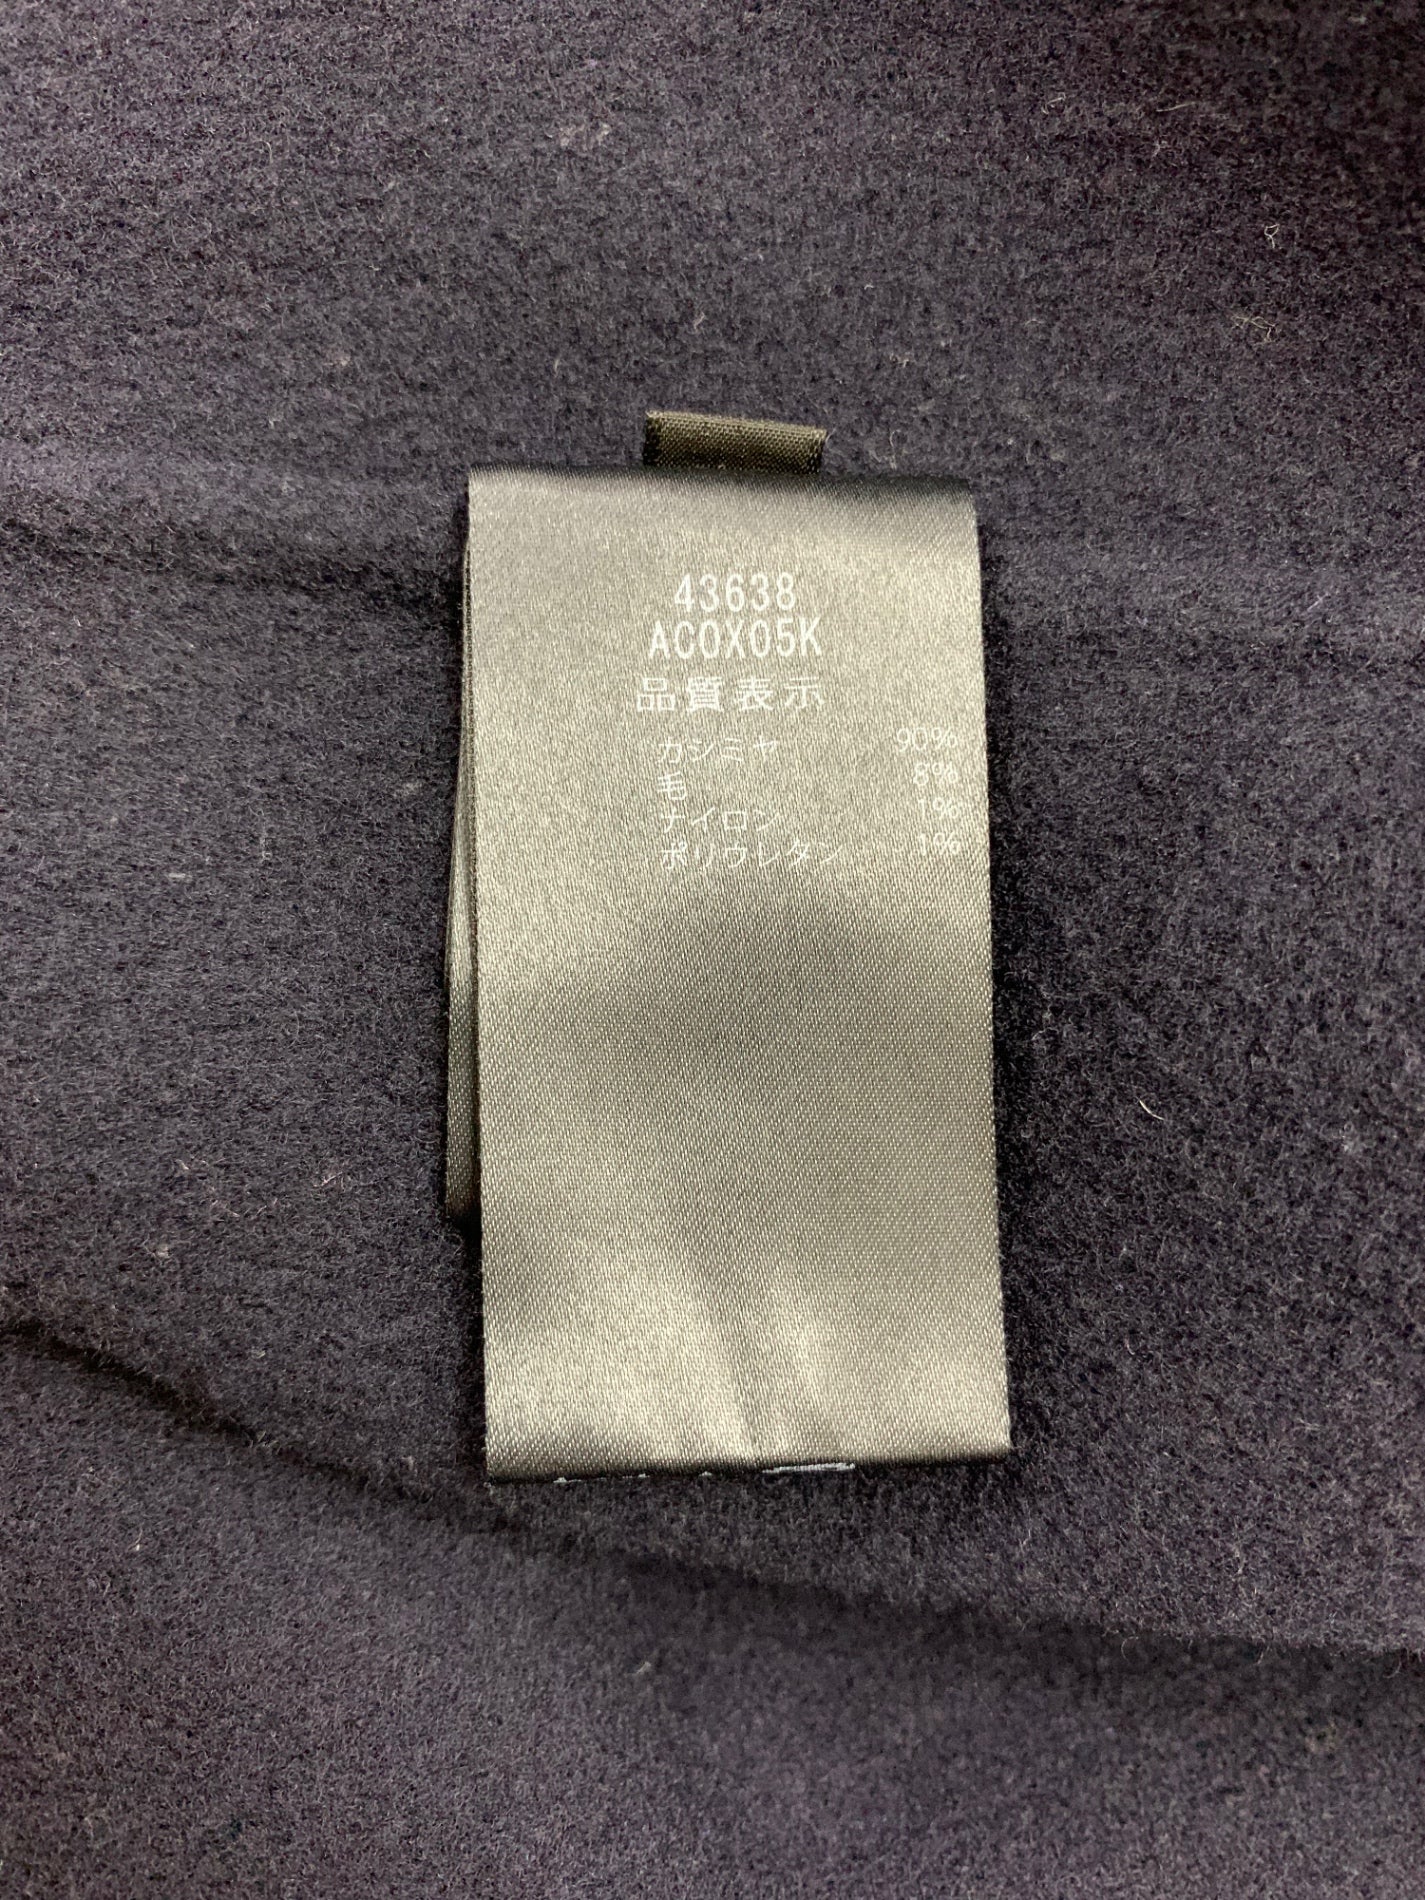 43638
AC0X05K
品質表示
カシミヤ 90%
毛 8%
ナイロン 1%
ポリウレタン 1%